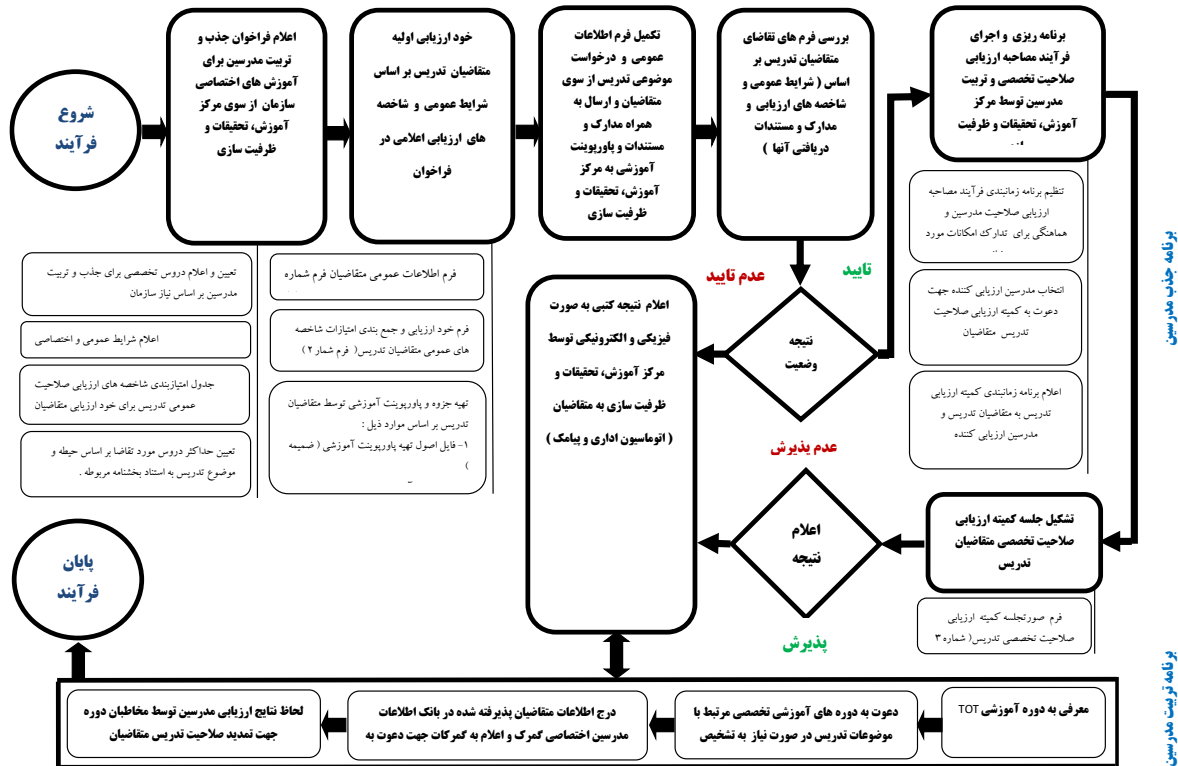 شروع
فرآیند
اعلام فراخوان جذب و
تربیت مدرسین برای
آموزش های اختصاصی
سازمان از سوی مرکز
آموزش، تحقیقات و
ظرفیت سازی
خود ارزیابی اولیه
متقاضیان تدریس بر اساس
شرایط عمومی و شاخصه
های ارزیابی اعلامی در
فراخوان
تکمیل فرم اطلاعات
عمومی و درخواست
موضوعی تدریس از سوی
متقاضیان و ارسال به
همراه مدارک و
مستندات و پاورپوینت
آموزشی به مرکز
آموزش، تحقیقات و
ظرفیت سازی
بررسی فرم های تقاضای
متقاضیان تدریس بر
اساس ( شرایط عمومی و
شاخصه های ارزیابی و
مدارک و مستندات
دریافتی آنها )
برنامه ریزی و اجرای
فرآیند مصاحبه ارزیابی
صلاحیت تخصصی و تربیت
مدرسین توسط مرکز
آموزش، تحقیقات و ظرفیت
تنظیم برنامه زمانبندی فرآیند مصاحبه
ارزیابی صلاحیت مدرسین و
هماهنگی برای تدارک امکانات مورد
انتخاب مدرسین ارزیابی کننده جهت
دعوت به کمیته ارزیابی صلاحیت
تدریس متقاضیان
اعلام برنامه زمانبندی کمیته ارزیابی
تدریس به متقاضیان تدریس و
مدرسین ارزیابی کننده
تعیین و اعلام دروس تخصصی برای جذب و تربیت
مدرسین بر اساس نیاز سازمان
اعلام شرایط عمومی و اختصاصی
جدول امتیازبندی شاخصه های ارزیابی صلاحیت
عمومی تدریس برای خود ارزیابی متقاضیان
تعیین حداکثر دروس مورد تقاضا بر اساس حیطه و
موضوع تدریس به استناد بخشنامه مربوطه .
فرم اطلاعات عمومی متقاضیان فرم شماره
فرم خود ارزیابی و جمع بندی امتیازات شاخصه
های عمومی متقاضیان تدریس( فرم شمار ۲ )
تهیه جزوه و پاورپوینت آموزشی توسط متقاضیان
تدریس بر اساس موارد ذیل :
۱- فایل اصول تهیه پاورپوینت آموزشی ( ضمیمه
)
عدم تایید
تایید
نتیجه
وضعیت
اعلام نتیجه کتبی به صورت
فیزیکی و الکترونیکی توسط
مرکز آموزش، تحقیقات و
ظرفیت سازی به متقاضیان
( اتوماسیون اداری و پیامک )
عدم پذیرش
اعلام
نتیجه
پذیرش
تشکیل جلسه کمیته ارزیابی
صلاحیت تخصصی متقاضیان
تدریس
فرم صورتجلسه کمیته ارزیابی
صلاحیت تخصصی تدریس( شماره ۳
پایان
فرآیند
معرفی به دوره آموزشی TOT
دعوت به دوره های آموزشی تخصصی مرتبط با
موضوعات تدریس در صورت نیاز به تشخیص
درج اطلاعات متقاضیان پذیرفته شده در بانک اطلاعات
مدرسین اختصاصی گمرک و اعلام به گمرکات جهت دعوت به
لحاظ نتایج ارزیابی مدرسین توسط مخاطبان دوره
جهت تمدید صلاحیت تدریس متقاضیان
برنامه جذب مدرسین
برنامه تربیت مدرسین